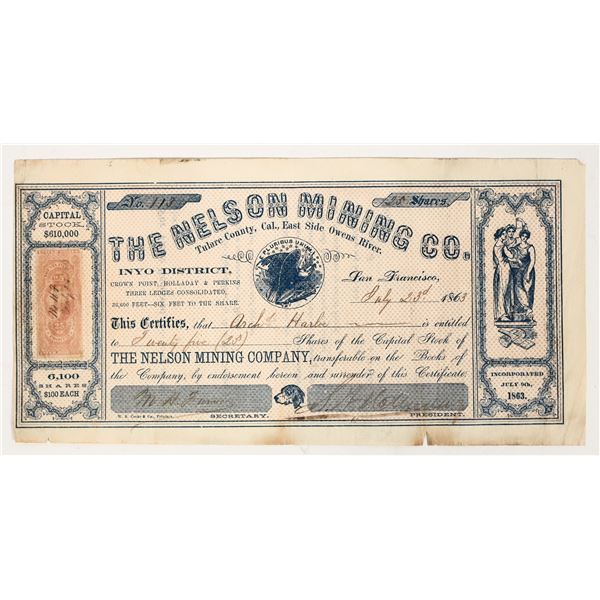 No. 113
25 Shares.
THE NELSON MINING CO.
Tulare County, Cal., East Side Owens River.
CAPITAL
STOCK,
$610,000
E PLURIBUS UNUM
INYO DISTRICT,
CROWN POINT, HOLLADAY & PERKINS
THREE LEDGES CONSOLIDATED,
36,600 FEET—SIX FEET TO THE SHARE.
San Francisco,
July 23d 1863
This Certifies, that Archd. Harloe is entitled
to Twenty five (25) Shares of the Capital Stock of
THE NELSON MINING COMPANY, transferable on the Books of
the Company, by endorsement hereon and surrender of this Certificate.
6,100
SHARES
$100 EACH
INCORPORATED
JULY 9th,
1863.
SECRETARY.
PRESIDENT.